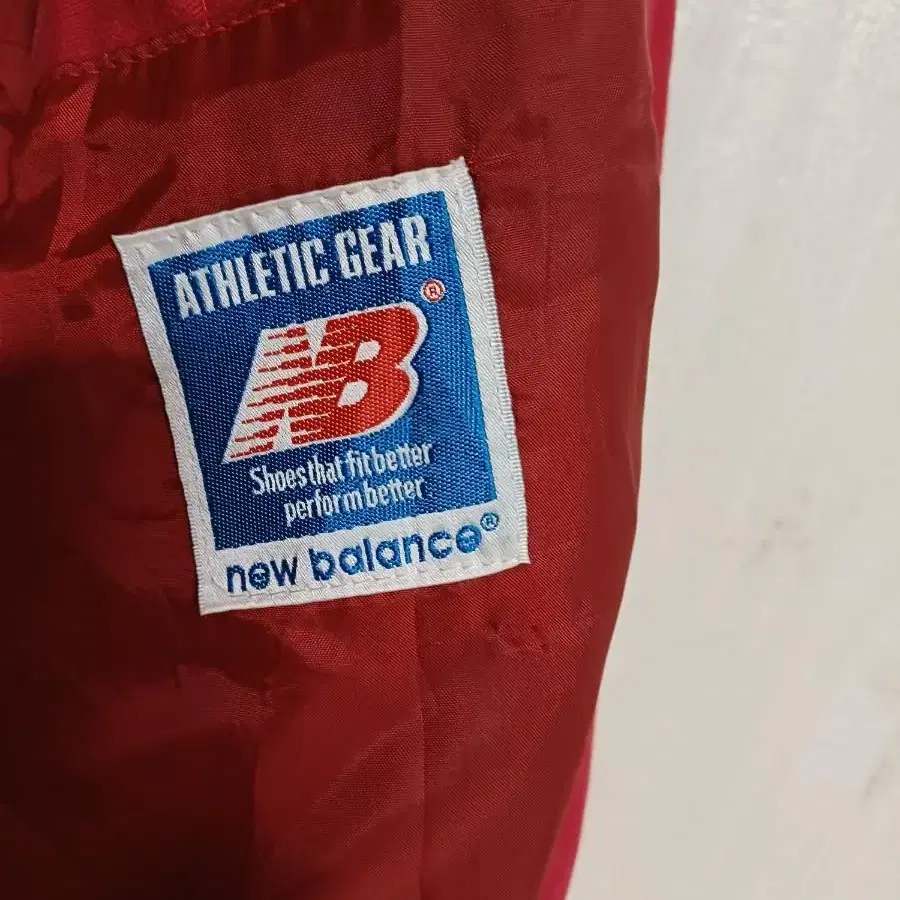 ATHLETIC GEAR
NB®
Shoes that fit better
perform better
new balance®